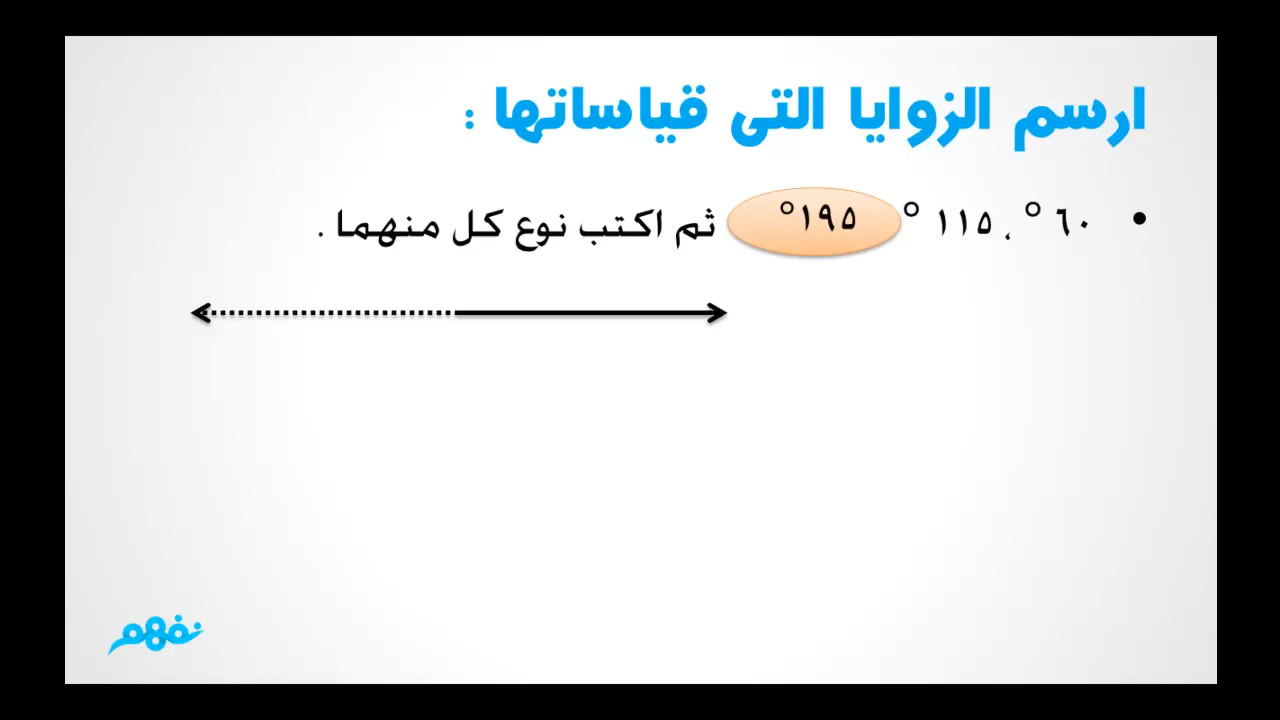 ارسم الزوايا التى قياساتها :
• ٦٠ ° ، ١١٥ ° ١٩٥° ثم اكتب نوع كل منهما .
نفهم